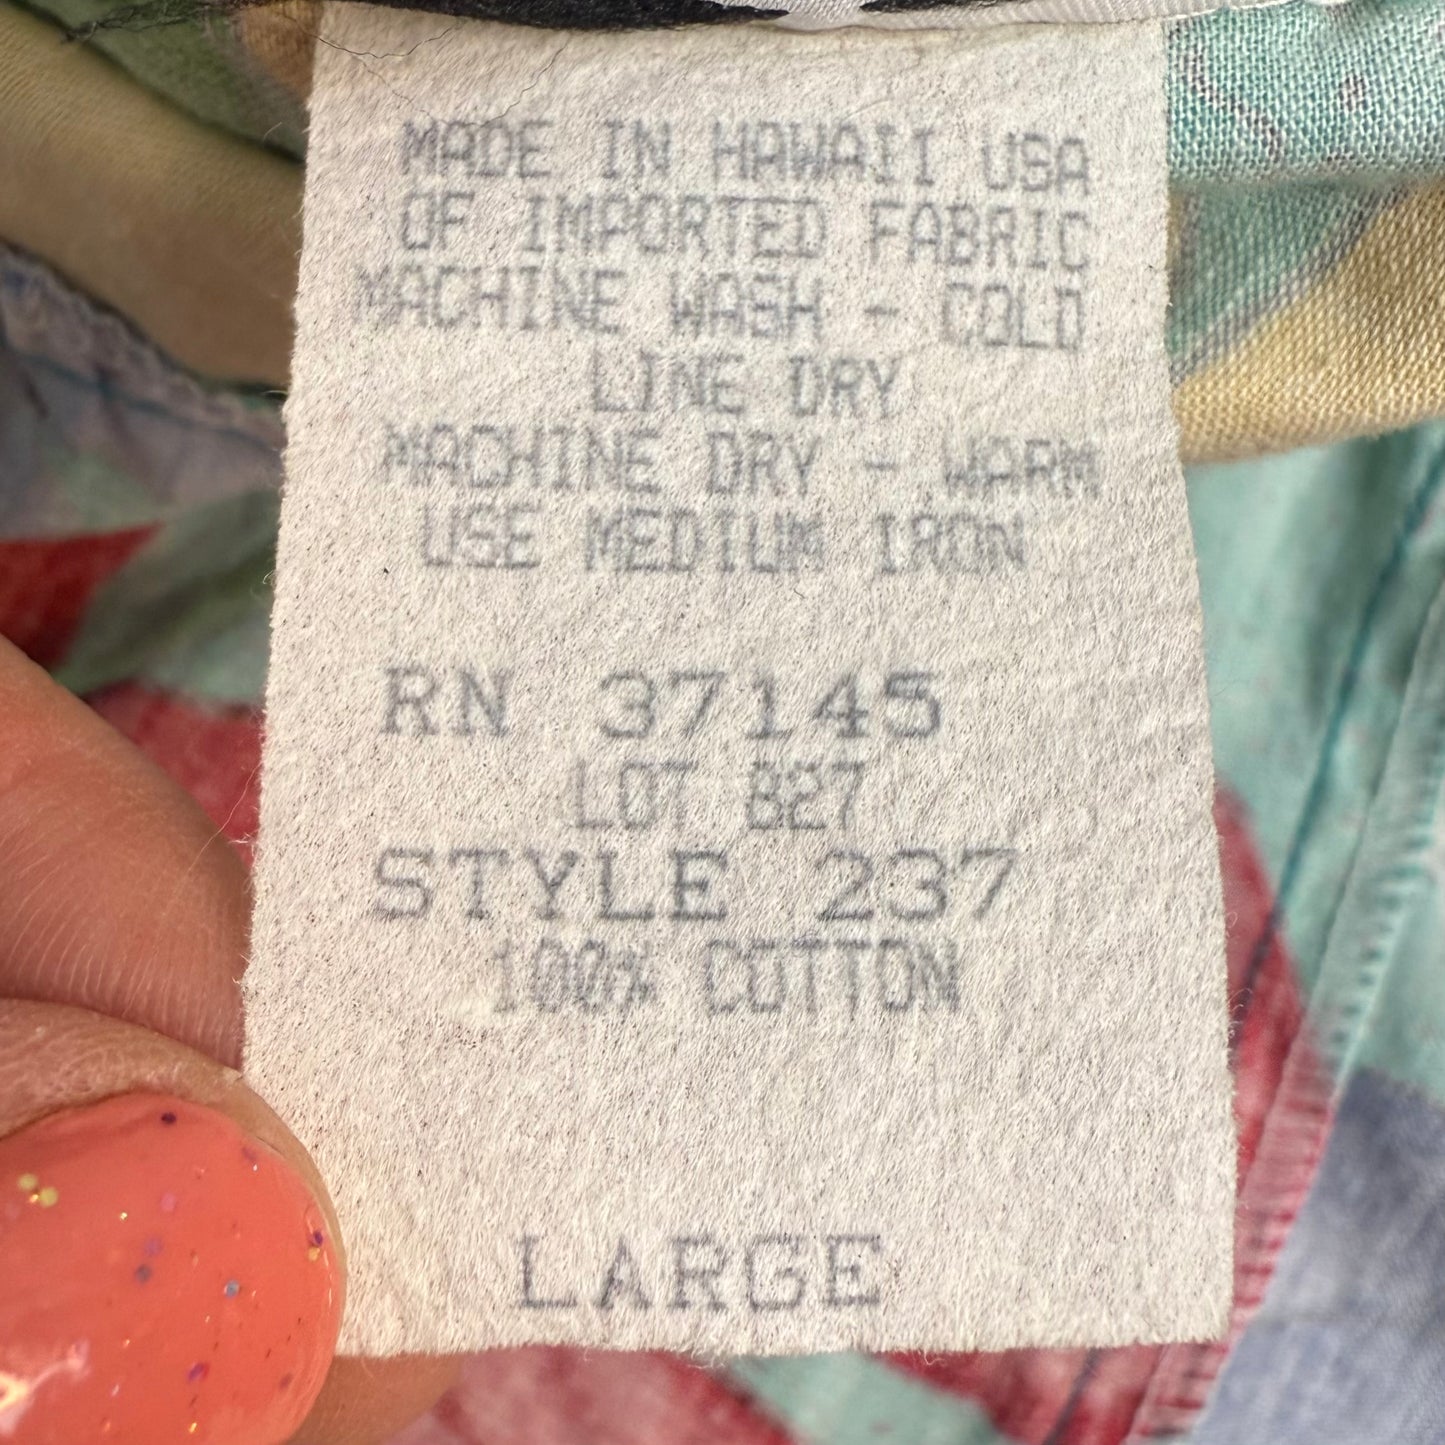 MADE IN HAWAII USA
OF IMPORTED FABRIC
MACHINE WASH - COLD
LINE DRY
MACHINE DRY - WARM
USE MEDIUM IRON
RN 37145
LOT B27
STYLE 237
100% COTTON
LARGE